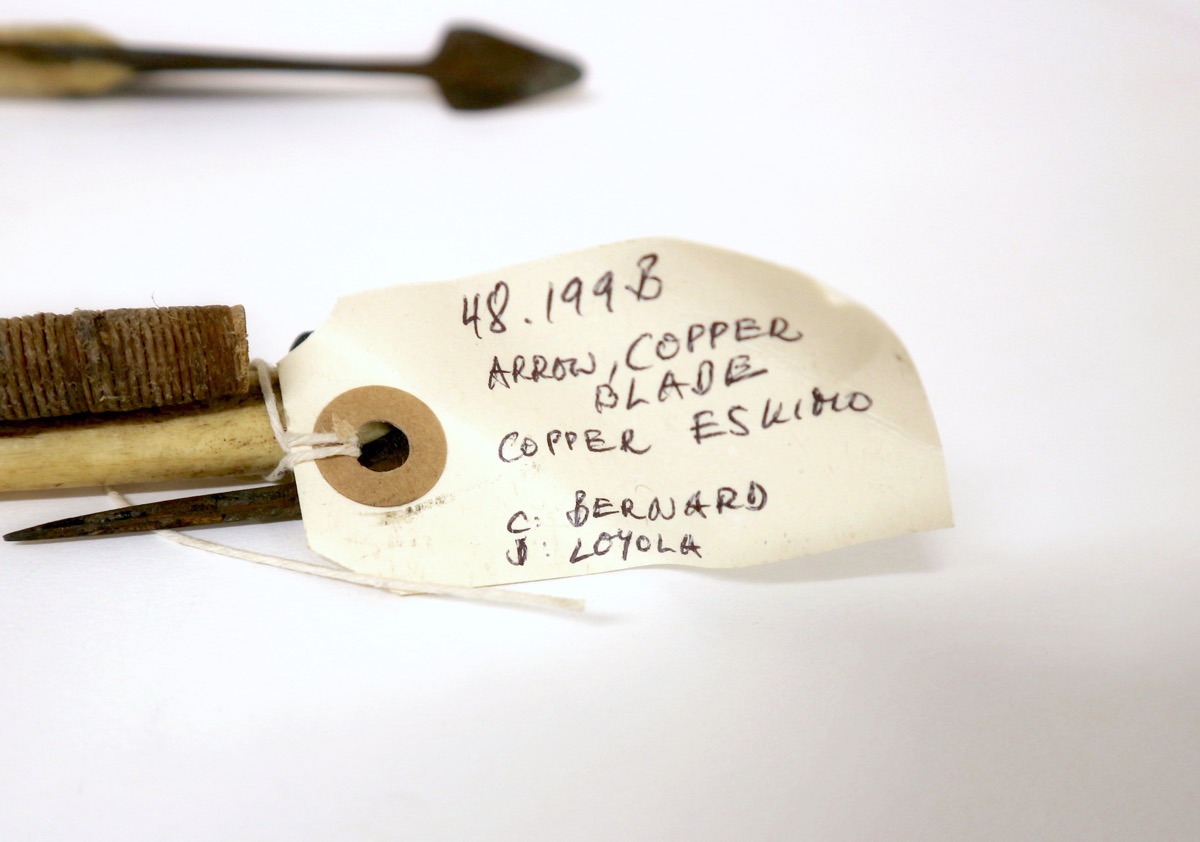 48.199B
ARROW, COPPER
BLADE
COPPER ESKIMO
C: BERNARD
D: LOYOLA